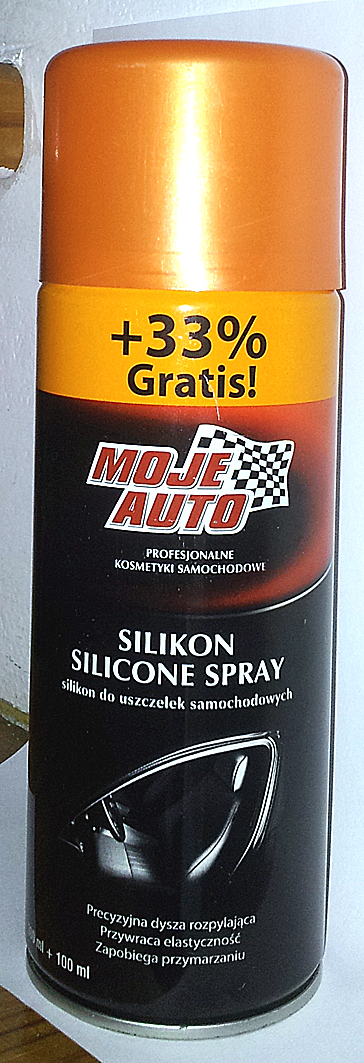 +33%
Gratis!
MOJE
AUTO
PROFESJONALNE
KOSMETYKI SAMOCHODOWE
SILIKON
SILICONE SPRAY
silikon do uszczelek samochodowych
Precyzyjna dysza rozpylająca
Przywraca elastyczność
Zapobiega przymarzaniu
ml + 100 ml